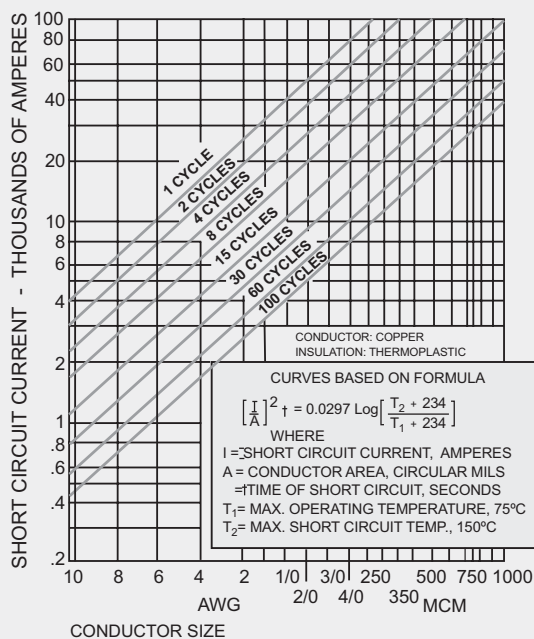 SHORT CIRCUIT CURRENT - THOUSANDS OF AMPERES
100
80
60
40
20
10
8
6
4
2
1
.8
.6
.4
.2
1 CYCLE
2 CYCLES
4 CYCLES
8 CYCLES
15 CYCLES
30 CYCLES
60 CYCLES
100 CYCLES
CONDUCTOR: COPPER
INSULATION: THERMOPLASTIC
CURVES BASED ON FORMULA
[I/A]² t = 0.0297 Log[T₂ + 234 / T₁ + 234]
WHERE
I = SHORT CIRCUIT CURRENT, AMPERES
A = CONDUCTOR AREA, CIRCULAR MILS
=tTIME OF SHORT CIRCUIT, SECONDS
T₁= MAX. OPERATING TEMPERATURE, 75ºC
T₂= MAX. SHORT CIRCUIT TEMP., 150ºC
10 8 6 4 2 1/0 3/0 250 500 750 1000
2/0 4/0 350 MCM
AWG
CONDUCTOR SIZE